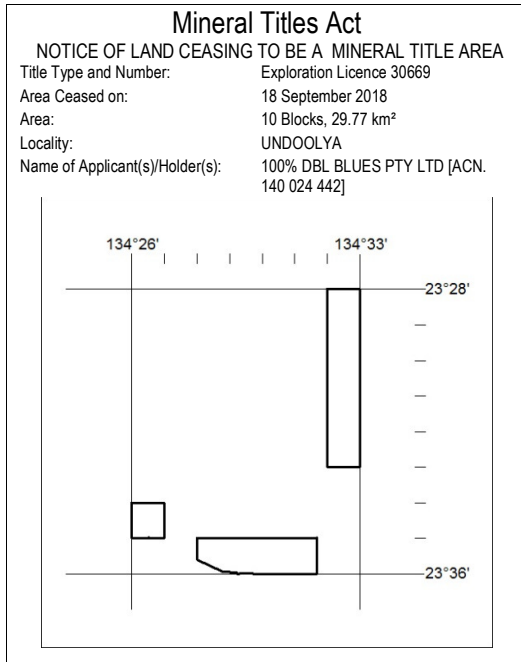 Mineral Titles Act
NOTICE OF LAND CEASING TO BE A MINERAL TITLE AREA
Title Type and Number: Exploration Licence 30669
Area Ceased on: 18 September 2018
Area: 10 Blocks, 29.77 km²
Locality: UNDOOLYA
Name of Applicant(s)/Holder(s): 100% DBL BLUES PTY LTD [ACN.
140 024 442]
134°26' 134°33'
23°28'
23°36'